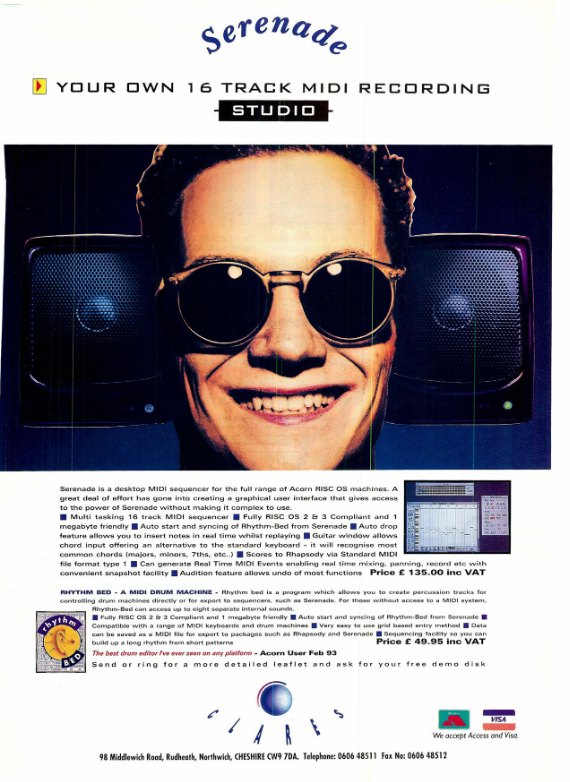 Serenade
YOUR OWN 16 TRACK MIDI RECORDING
STUDIO
Serenade is a desktop MIDI sequencer for the full range of Acorn RISC OS machines. A
great deal of effort has gone into creating a graphical user interface that gives access
to the power of Serenade without making it complex to use.
■ Multi tasking 16 track MIDI sequencer ■ Fully RISC OS 2 & 3 Compliant and 1
megabyte friendly ■ Auto start and syncing of Rhythm-Bed from Serenade ■ Auto drop
feature allows you to insert notes in real time whilst replaying ■ Guitar window allows
chord input offering an alternative to the standard keyboard - it will recognise most
common chords (majors, minors, 7ths, etc..) ■ Scores to Rhapsody via Standard MIDI
file format type 1 ■ Can generate Real Time MIDI Events enabling real time mixing, panning, record etc with
convenient snapshot facility ■ Audition feature allows undo of most functions Price £ 135.00 inc VAT
RHYTHM BED - A MIDI DRUM MACHINE - Rhythm bed is a program which allows you to create percussion tracks for
controlling drum machines directly or for export to sequencers, such as Serenade. For those without access to a MIDI system,
Rhythm-Bed can access up to eight separate internal sounds.
■ Fully RISC OS 2 & 3 Compliant and 1 megabyte friendly ■ Auto start and syncing of Rhythm-Bed from Serenade ■
Compatible with a range of MIDI keyboards and drum machines ■ Very easy to use grid based entry method ■ Data
can be saved as a MIDI file for export to packages such as Rhapsody and Serenade ■ Sequencing facility so you can
build up a long rhythm from short patterns Price £ 49.95 inc VAT
rhythm
BED
The best drum editor I've ever seen on any platform - Acorn User Feb 93
Send or ring for a more detailed leaflet and ask for your free demo disk
CLARES
VISA
We accept Access and Visa.
98 Middlewich Road, Rudheath, Northwich, CHESHIRE CW9 7DA. Telephone: 0606 48511 Fax No: 0606 48512